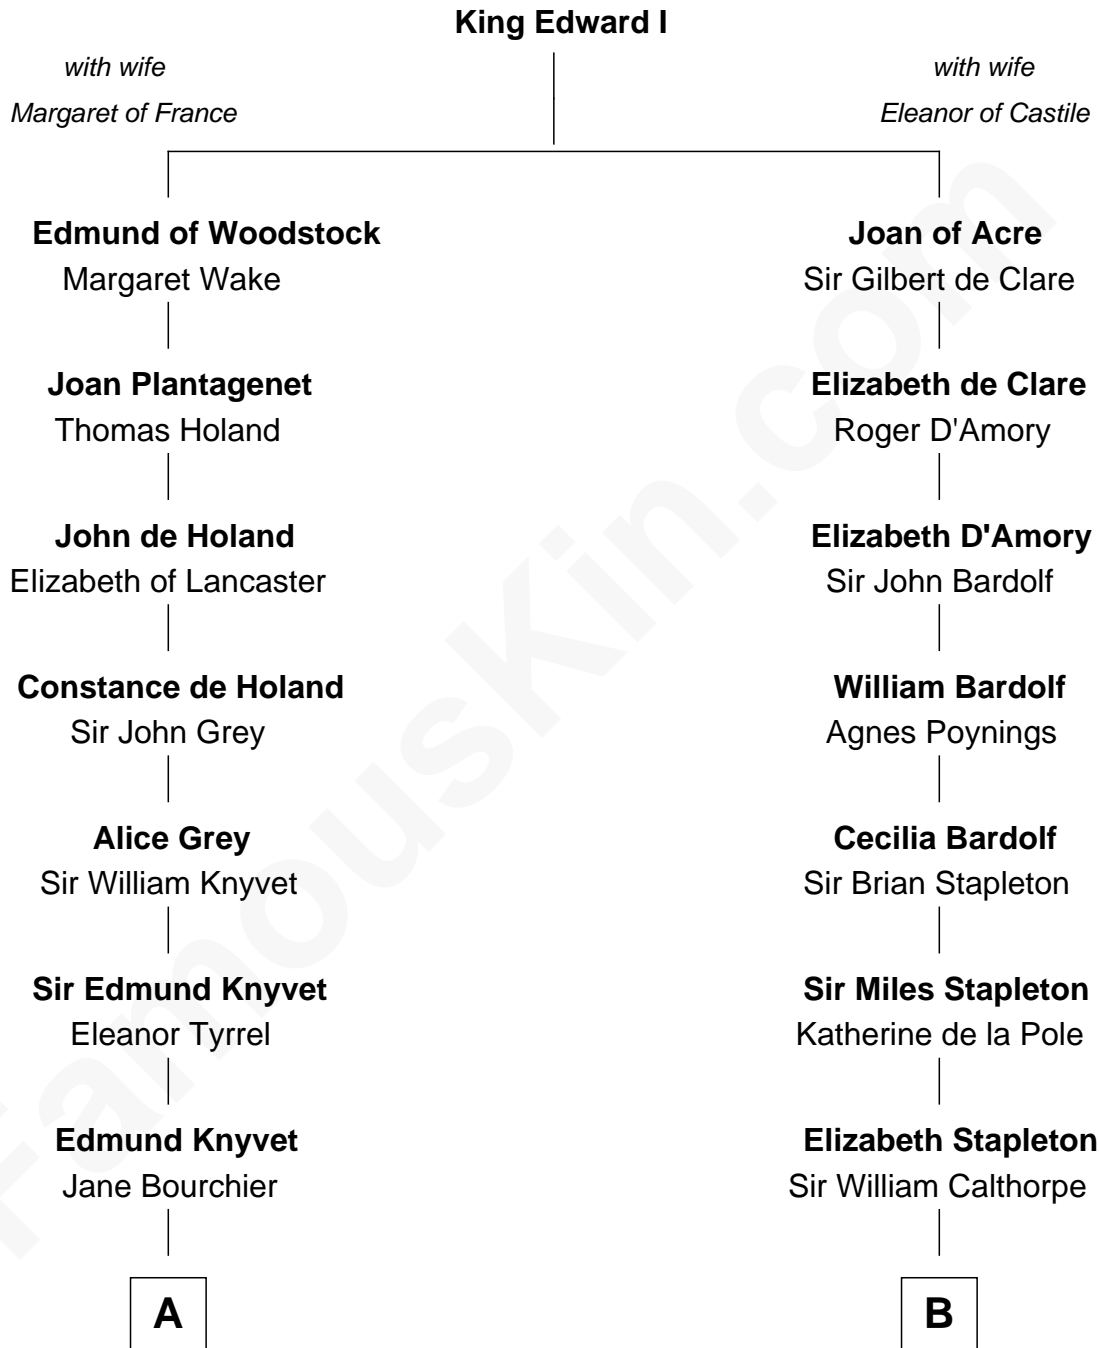 King Edward I
with wife
Margaret of France
with wife
Eleanor of Castile
Edmund of Woodstock
Margaret Wake
Joan of Acre
Sir Gilbert de Clare
Joan Plantagenet
Thomas Holand
Elizabeth de Clare
Roger D'Amory
John de Holand
Elizabeth of Lancaster
Elizabeth D'Amory
Sir John Bardolf
Constance de Holand
Sir John Grey
William Bardolf
Agnes Poynings
Alice Grey
Sir William Knyvet
Cecilia Bardolf
Sir Brian Stapleton
Sir Edmund Knyvet
Eleanor Tyrrel
Sir Miles Stapleton
Katherine de la Pole
Edmund Knyvet
Jane Bourchier
Elizabeth Stapleton
Sir William Calthorpe
A
B
FamousKin.com